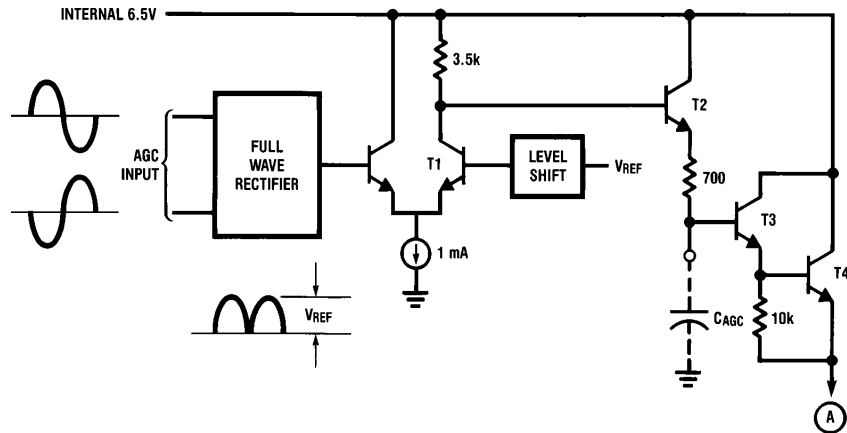 INTERNAL 6.5V
3.5k
T2
AGC
INPUT
FULL
WAVE
RECTIFIER
T1
LEVEL
SHIFT
VREF
700
T3
1 mA
T4
VREF
CAGC
10k
A